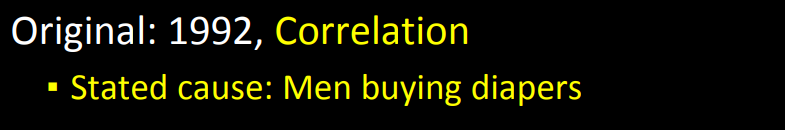 Original: 1992, Correlation
▪ Stated cause: Men buying diapers